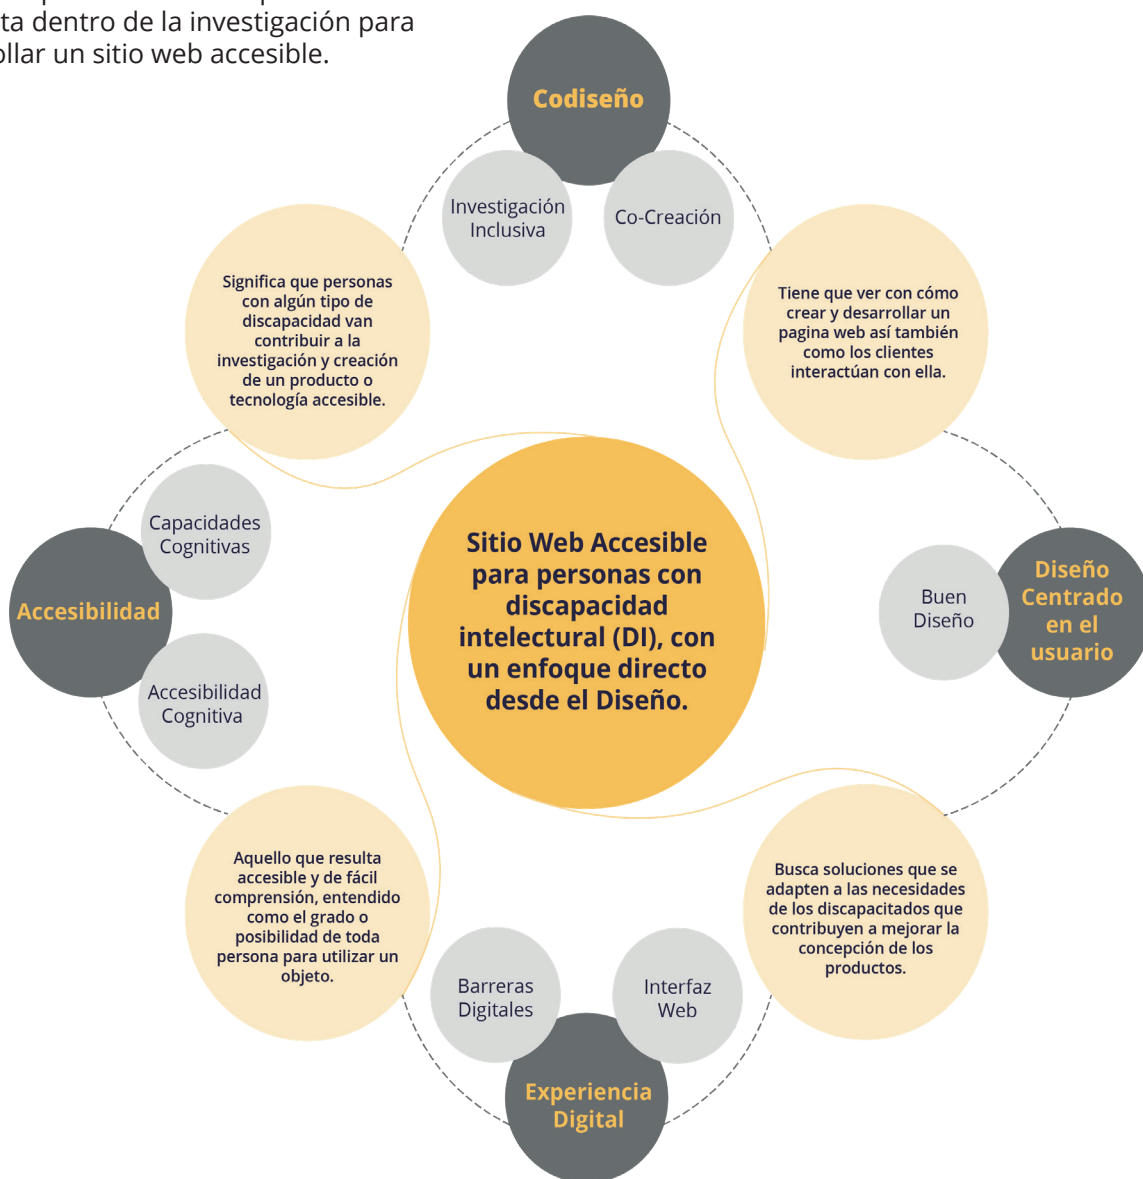 ta dentro de la investigación para
ollar un sitio web accesible.
Codiseño
Investigación
Inclusiva
Co-Creación
Significa que personas
con algún tipo de
discapacidad van
contribuir a la
investigación y creación
de un producto o
tecnología accesible.
Tiene que ver con cómo
crear y desarrollar un
pagina web así también
como los clientes
interactúan con ella.
Capacidades
Cognitivas
Accesibilidad
Accesibilidad
Cognitiva
Sitio Web Accesible
para personas con
discapacidad
intelectural (DI), con
un enfoque directo
desde el Diseño.
Buen
Diseño
Diseño
Centrado
en el
usuario
Aquello que resulta
accesible y de fácil
comprensión, entendido
como el grado o
posibilidad de toda
persona para utilizar un
objeto.
Busca soluciones que se
adapten a las necesidades
de los discapacitados que
contribuyen a mejorar la
concepción de los
productos.
Barreras
Digitales
Interfaz
Web
Experiencia
Digital